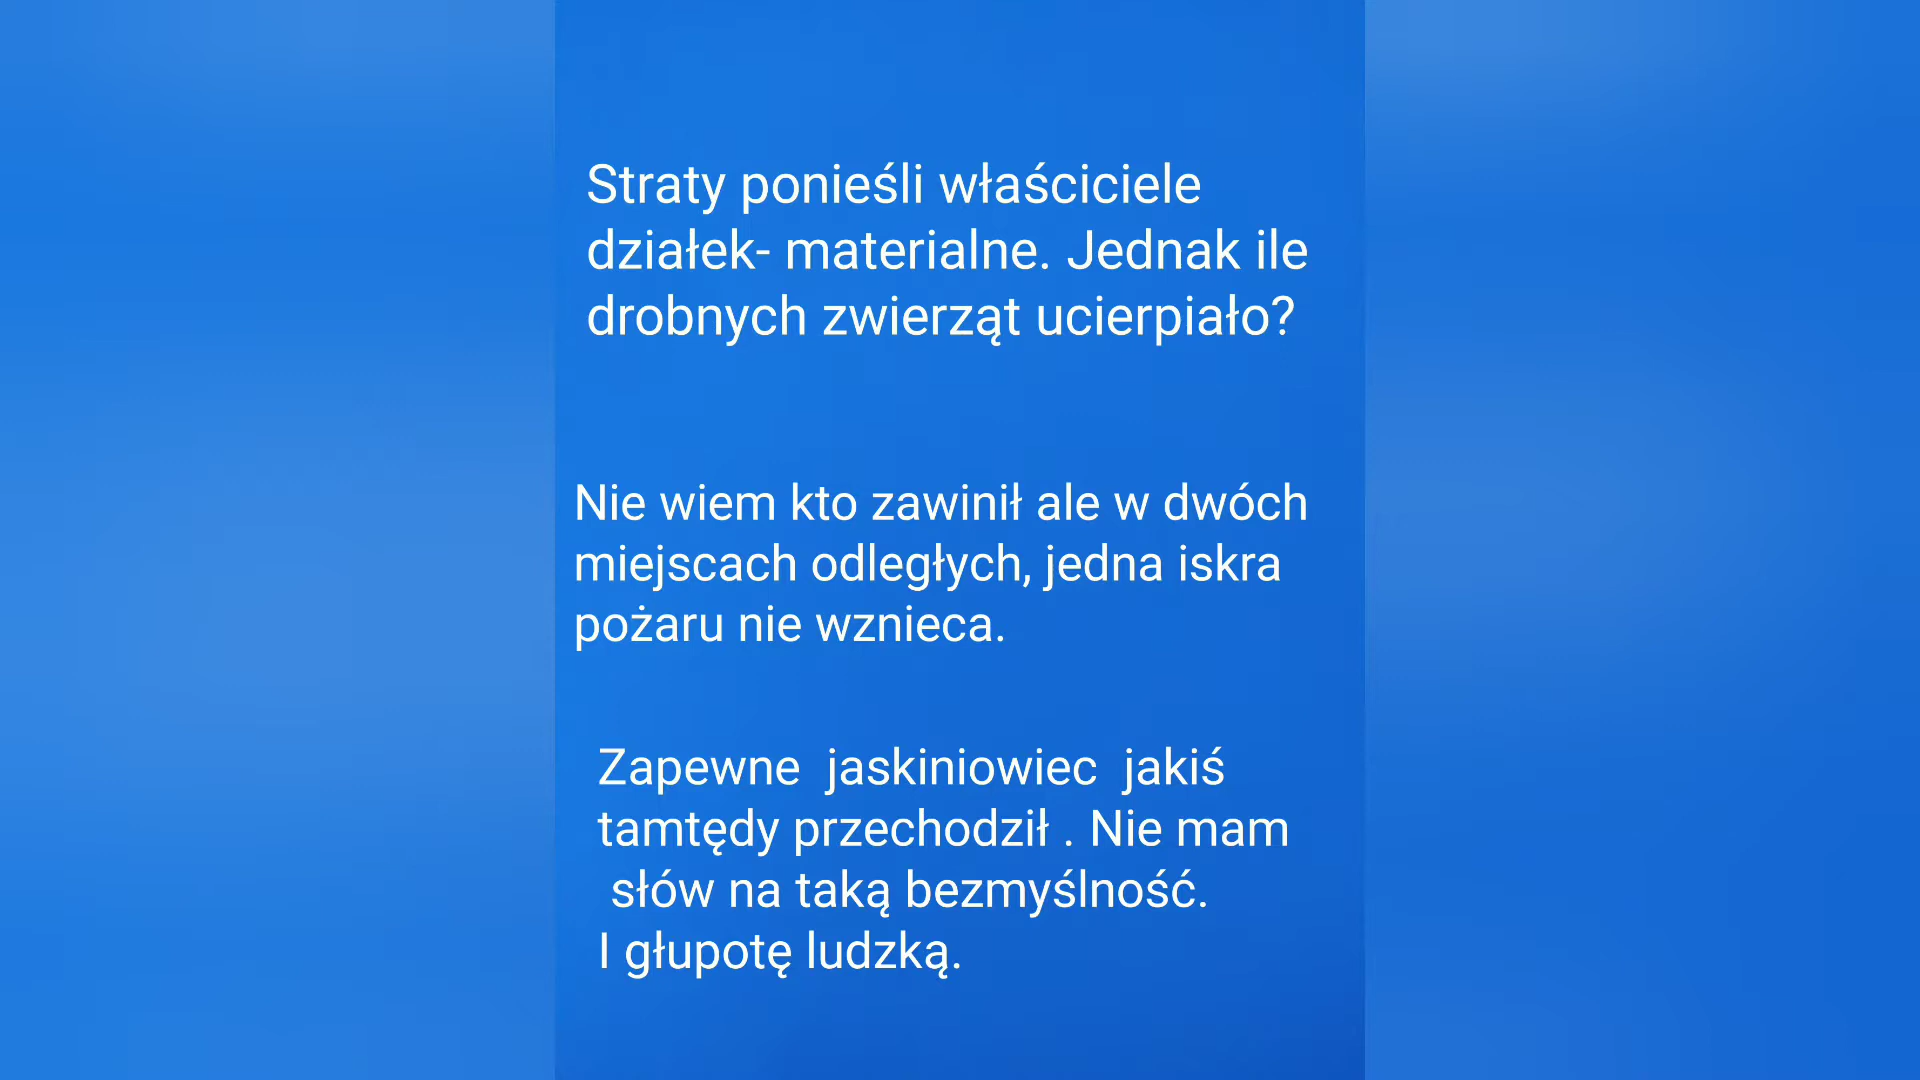 Straty ponieśli właściciele
działek- materialne. Jednak ile
drobnych zwierząt ucierpiało?
Nie wiem kto zawinił ale w dwóch
miejscach odległych, jedna iskra
pożaru nie wznieca.
Zapewne  jaskiniowiec  jakiś
tamtędy przechodził . Nie mam
słów na taką bezmyślność.
I głupotę ludzką.